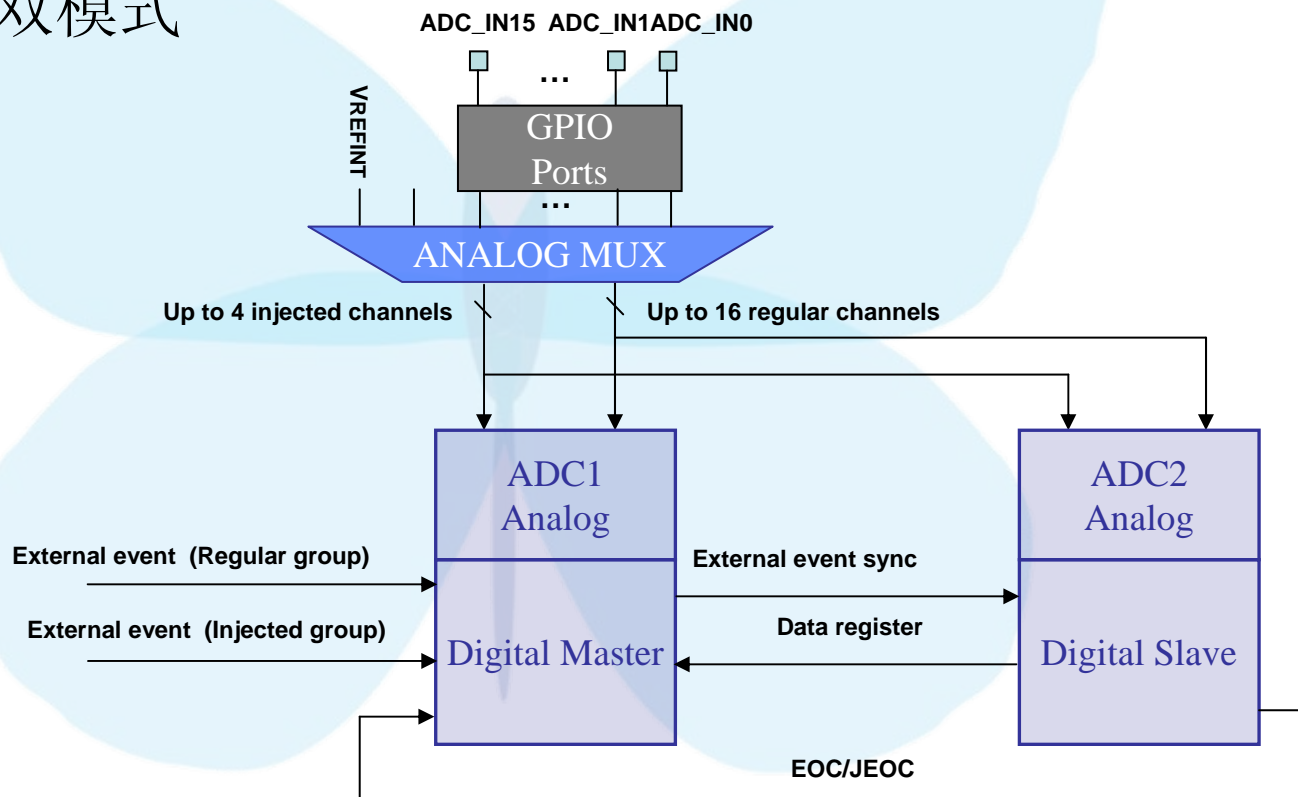 双模式
ADC_IN15 ADC_IN1ADC_IN0
...
VREFINT
GPIO
Ports
...
ANALOG MUX
Up to 4 injected channels
Up to 16 regular channels
ADC1
Analog
ADC2
Analog
External event (Regular group)
External event sync
External event (Injected group)
Data register
Digital Master
Digital Slave
EOC/JEOC